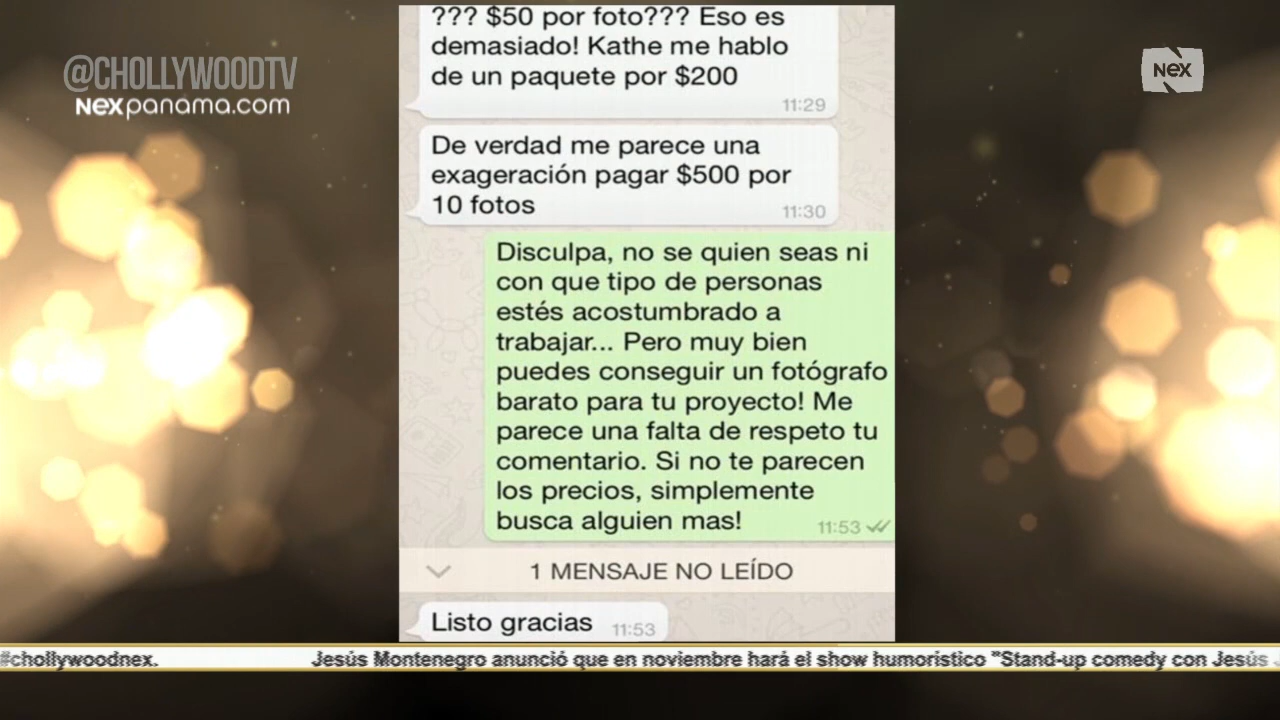 @CHOLLYWOODTV
NEXpanama.com
NEX
??? $50 por foto??? Eso es
demasiado! Kathe me hablo
de un paquete por $200
11:29
De verdad me parece una
exageración pagar $500 por
10 fotos
11:30
Disculpa, no se quien seas ni
con que tipo de personas
estés acostumbrado a
trabajar... Pero muy bien
puedes conseguir un fotógrafo
barato para tu proyecto! Me
parece una falta de respeto tu
comentario. Si no te parecen
los precios, simplemente
busca alguien mas!
11:53
1 MENSAJE NO LEÍDO
Listo gracias
11:53
#chollywoodnex. Jesús Montenegro anunció que en noviembre hará el show humorístico "Stand-up comedy con Jesús